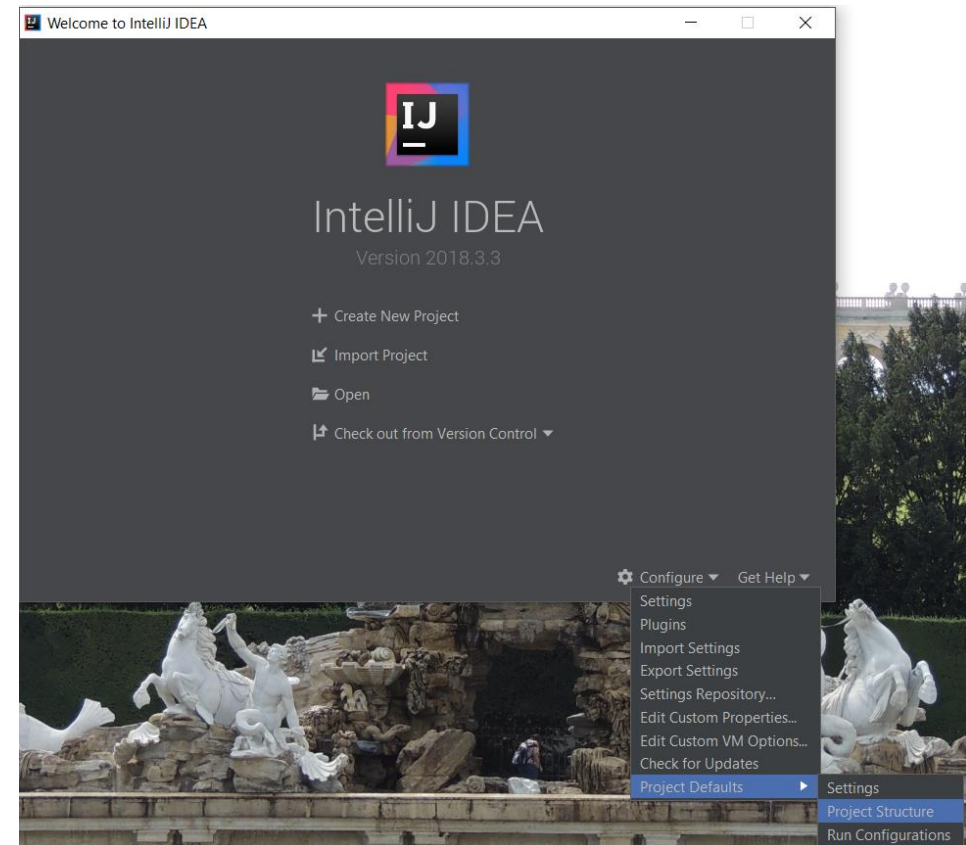 Welcome to IntelliJ IDEA
IJ
IntelliJ IDEA
Version 2018.3.3
Create New Project
Import Project
Open
Check out from Version Control
Configure
Get Help
Settings
Plugins
Import Settings
Export Settings
Settings Repository...
Edit Custom Properties...
Edit Custom VM Options...
Check for Updates
Project Defaults
Settings
Project Structure
Run Configurations